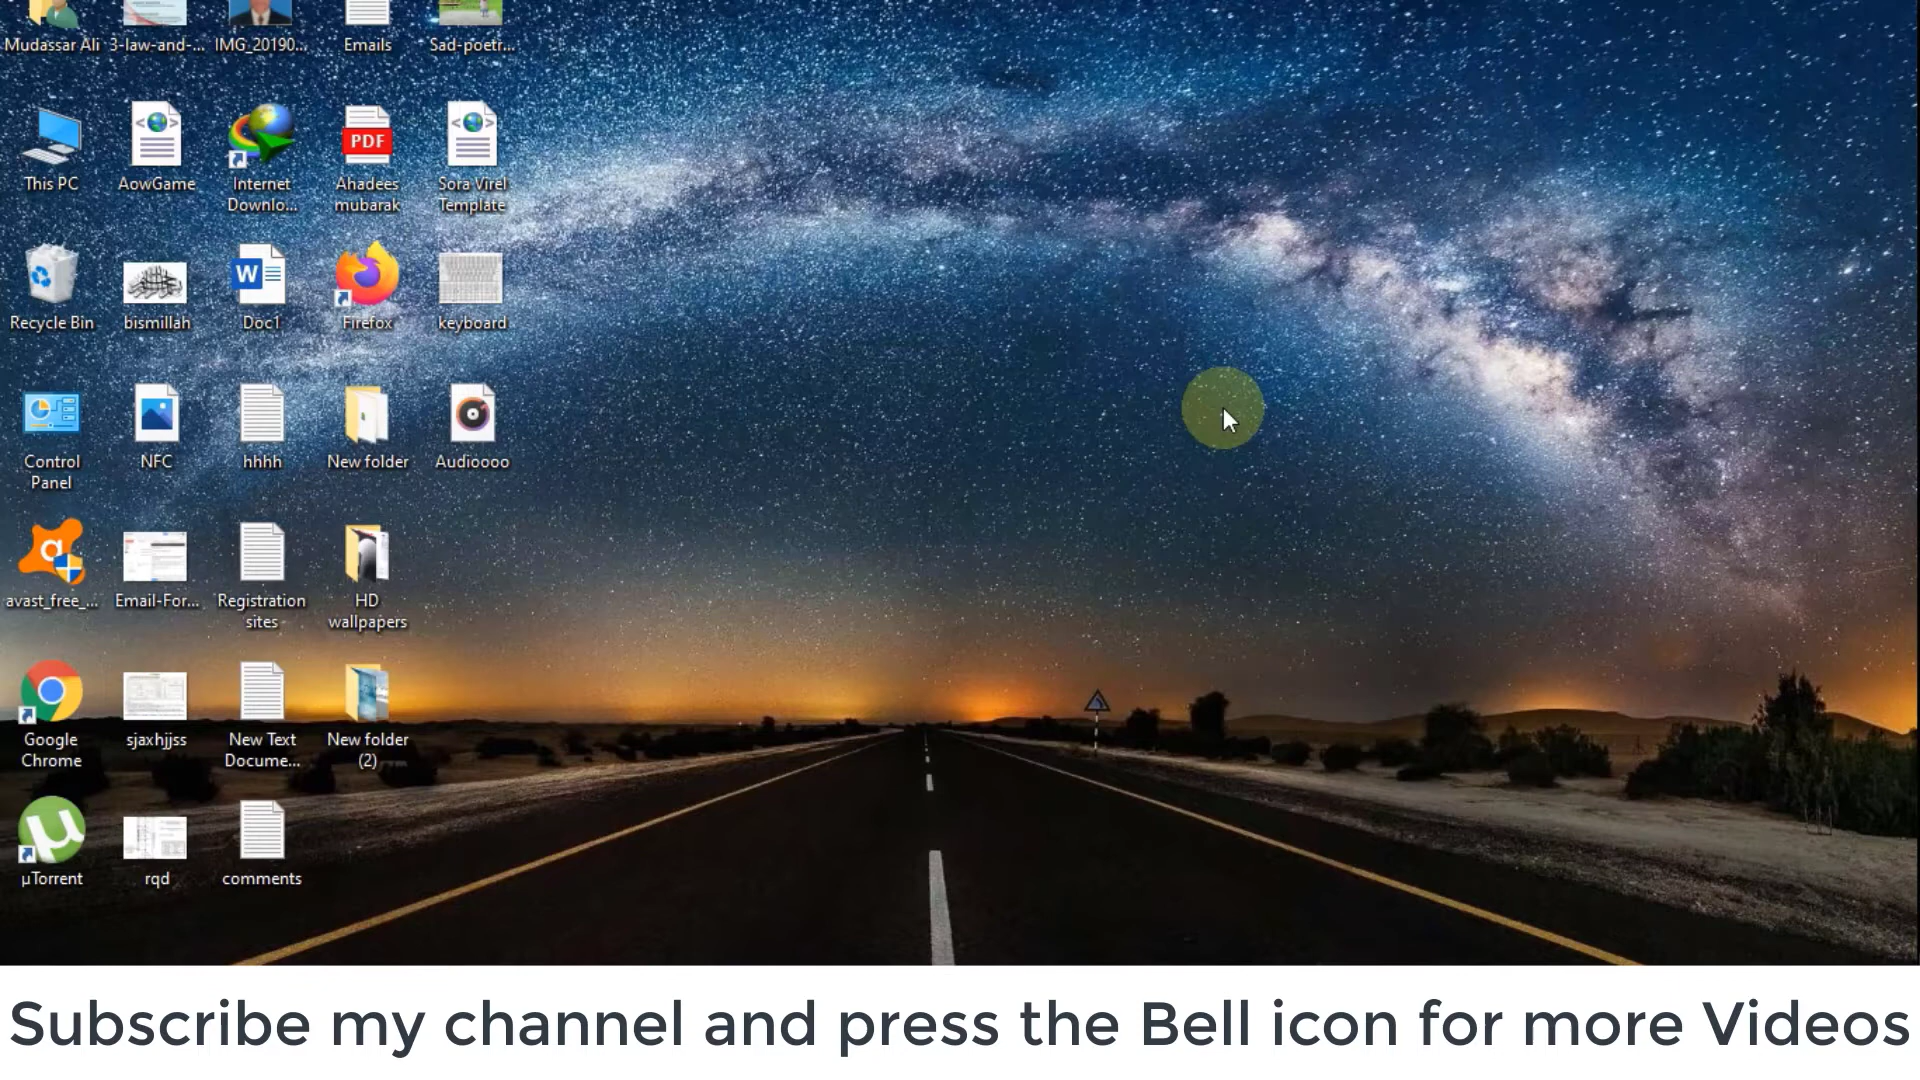 Mudassar Ali
3-law-and-...
IMG_20190...
Emails
Sad-poetr...
This PC
AowGame
Internet
Downlo...
PDF
Ahadees
mubarak
Sora Virel
Template
Recycle Bin
bismillah
W
Doc1
Firefox
keyboard
Control
Panel
NFC
hhhh
New folder
Audioooo
avast_free_...
Email-For...
Registration
sites
HD
wallpapers
Google
Chrome
sjaxhjjss
New Text
Docume...
New folder
(2)
µTorrent
rqd
comments
Subscribe my channel and press the Bell icon for more Videos